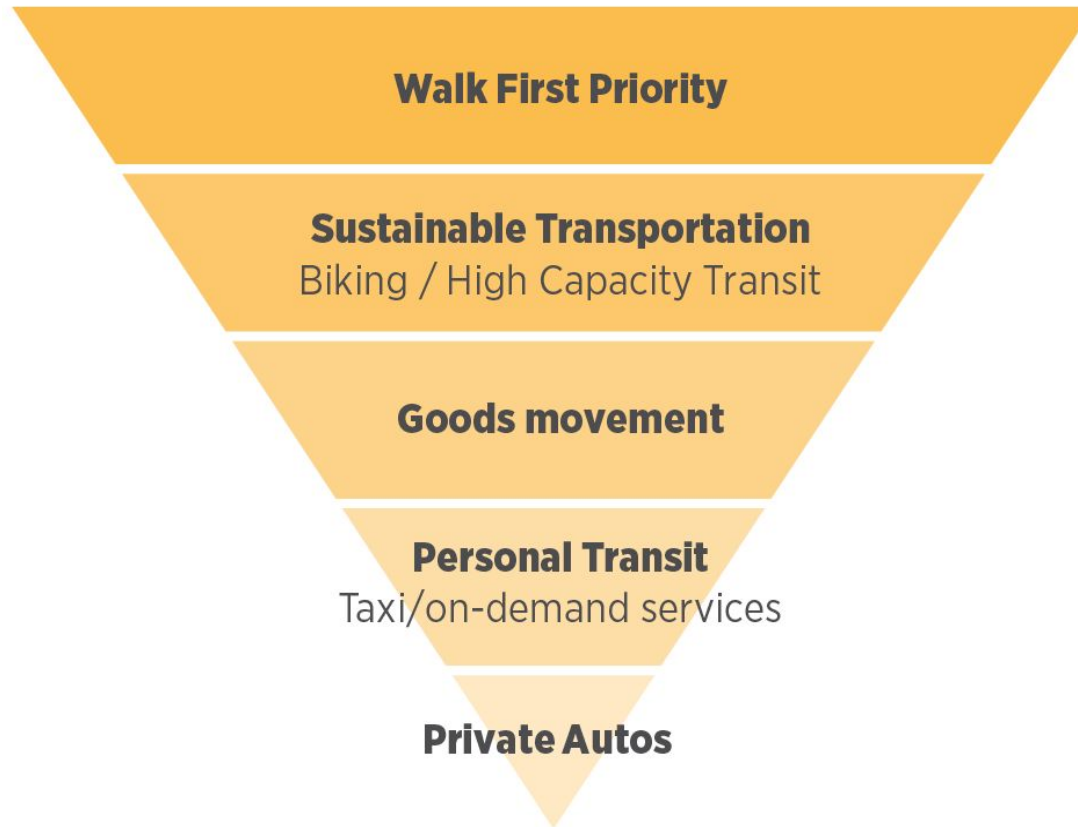 Walk First Priority
Sustainable Transportation
Biking / High Capacity Transit
Goods movement
Personal Transit
Taxi/on-demand services
Private Autos